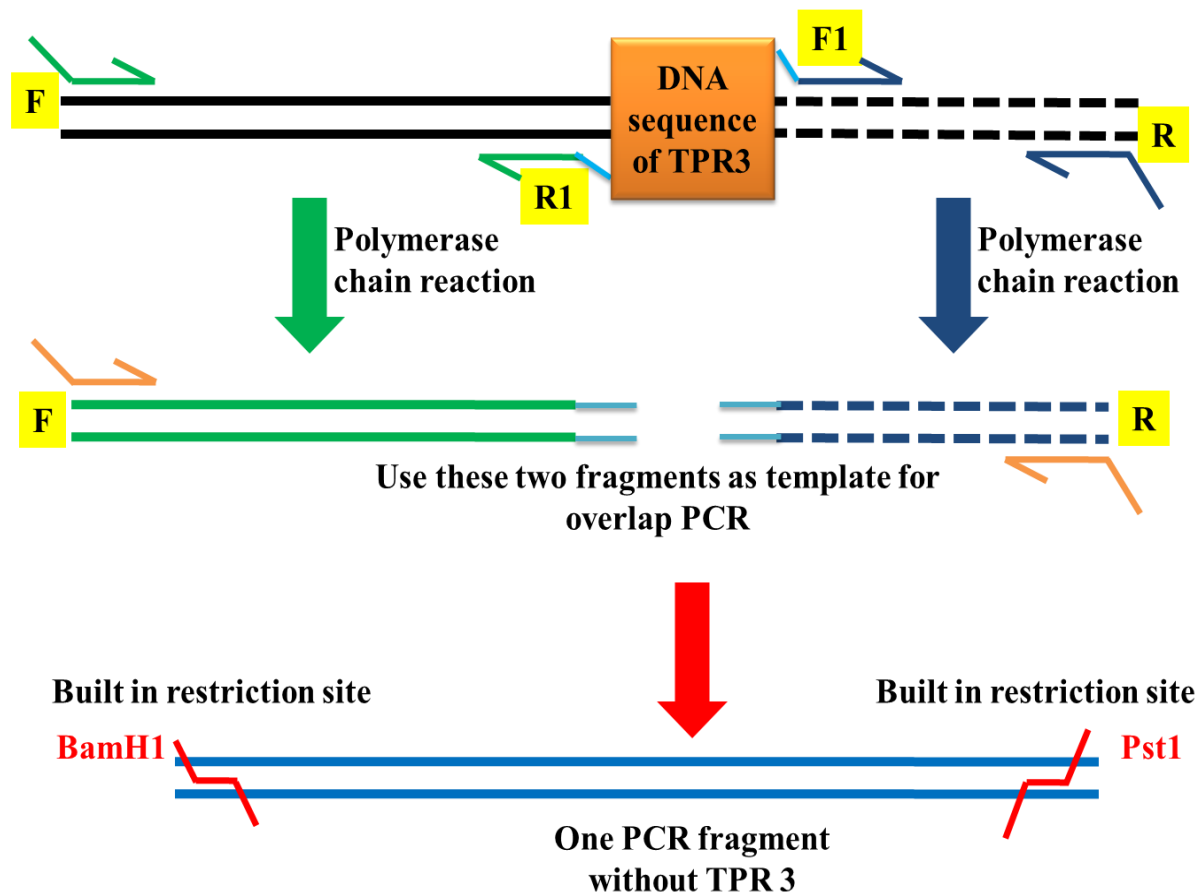 F
F1
DNA
sequence
of TPR3
R
R1
Polymerase
chain reaction
Polymerase
chain reaction
F
R
Use these two fragments as template for
overlap PCR
Built in restriction site
Built in restriction site
BamH1
Pst1
One PCR fragment
without TPR 3